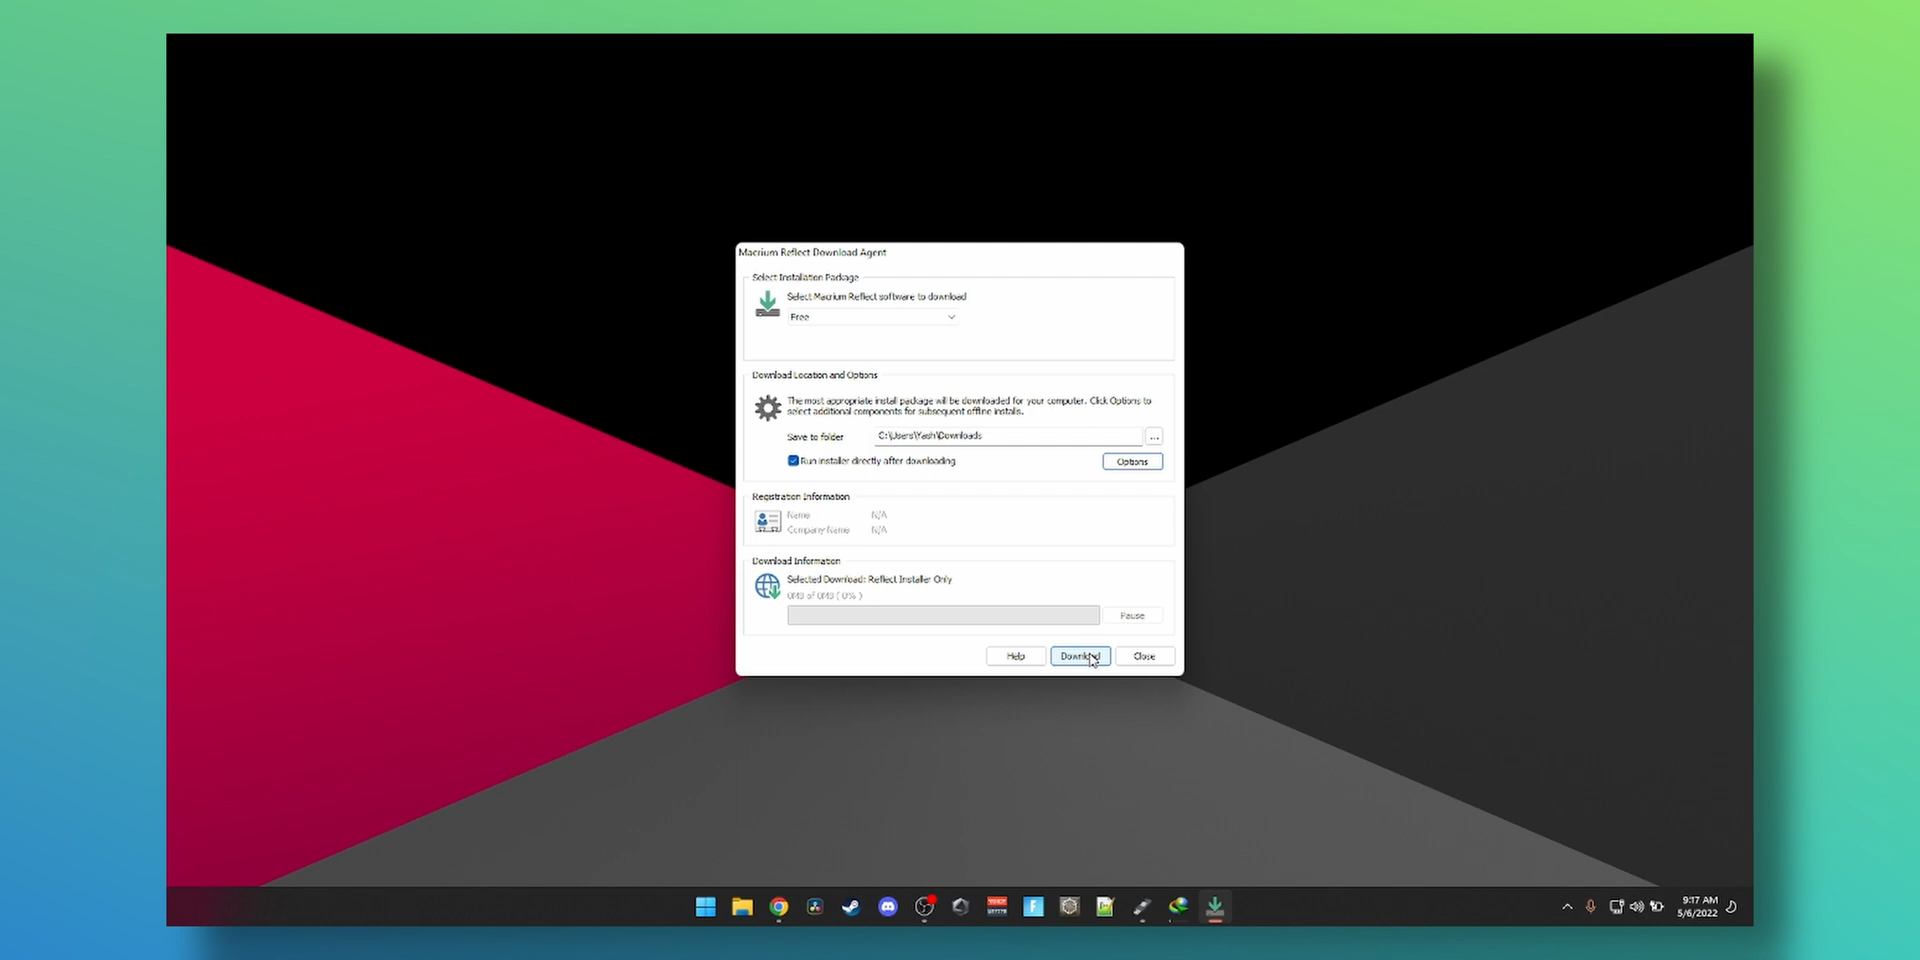 Macrium Reflect Download Agent
Select Installation Package
Select Macrium Reflect software to download
Free
Download Location and Options
The most appropriate install package will be downloaded for your computer. Click Options to
select additional components for subsequent offline installs.
Save to folder C:\Users\Yash\Downloads ...
Run installer directly after downloading Options
Registration Information
Name N/A
Company Name N/A
Download Information
Selected Download: Reflect Installer Only
0MB of 0MB ( 0% )
Pause
Help Download Close
9:17 AM
5/6/2022